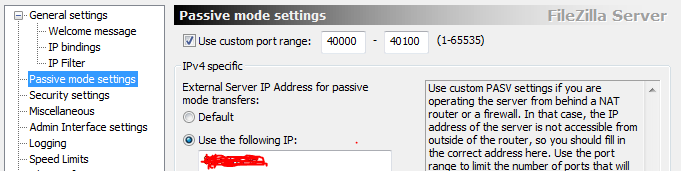 General settings
Welcome message
IP bindings
IP Filter
Passive mode settings
Security settings
Miscellaneous
Admin Interface settings
Logging
Speed Limits
Passive mode settings
FileZilla Server
Use custom port range: 40000 - 40100 (1-65535)
IPv4 specific
External Server IP Address for passive
mode transfers:
Default
Use the following IP:
Use custom PASV settings if you are
operating the server from behind a NAT
router or a firewall. In that case, the IP
address of the server is not accessible from
outside of the router, so you should fill in
the correct address here. Use the port
range to limit the number of ports that will